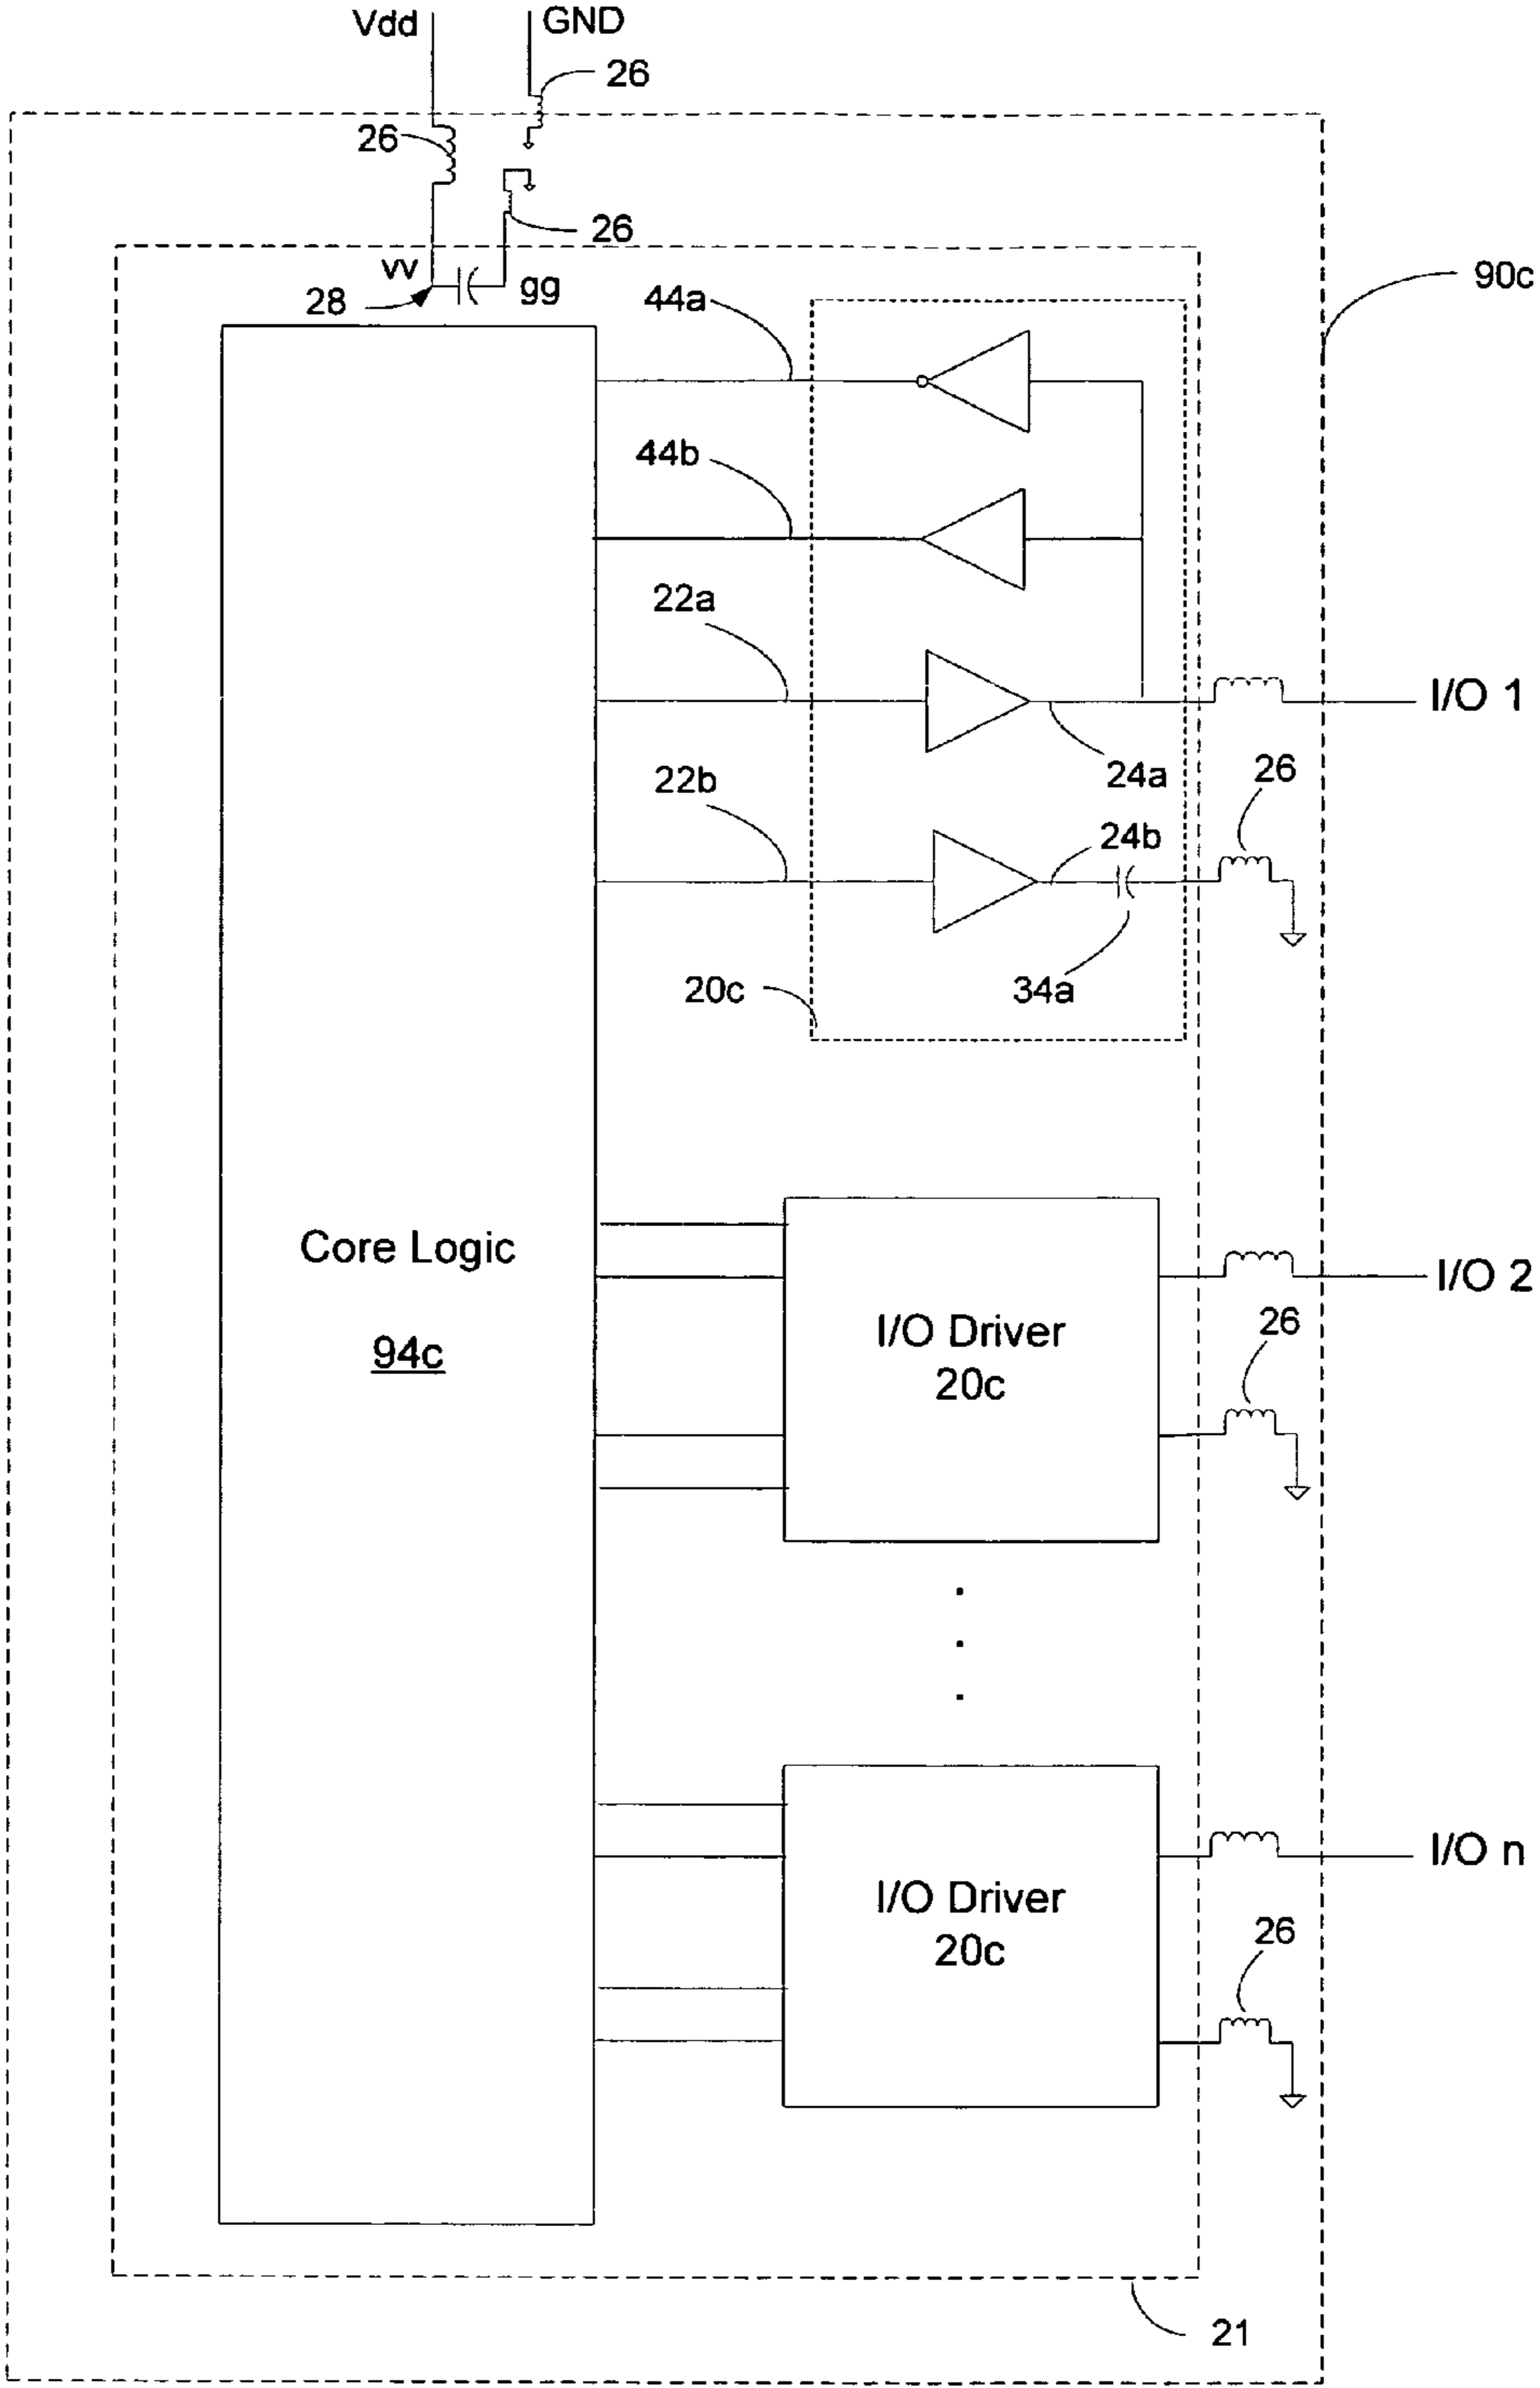 Vdd
GND
26
26
26
vv
gg
28
44a
90c
44b
22a
I/O 1
24a
26
22b
24b
34a
20c
Core Logic
94c
I/O 2
26
I/O Driver
20c
.
.
.
I/O n
I/O Driver
20c
26
21